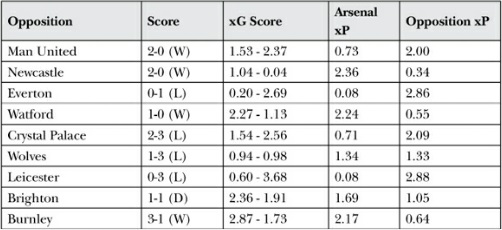 Opposition Score xG Score Arsenal xP Opposition xP
Man United 2-0 (W) 1.53 - 2.37 0.73 2.00
Newcastle 2-0 (W) 1.04 - 0.04 2.36 0.34
Everton 0-1 (L) 0.20 - 2.69 0.08 2.86
Watford 1-0 (W) 2.27 - 1.13 2.24 0.55
Crystal Palace 2-3 (L) 1.54 - 2.56 0.71 2.09
Wolves 1-3 (L) 0.94 - 0.98 1.34 1.33
Leicester 0-3 (L) 0.60 - 3.68 0.08 2.88
Brighton 1-1 (D) 2.36 - 1.91 1.69 1.05
Burnley 3-1 (W) 2.87 - 1.73 2.17 0.64